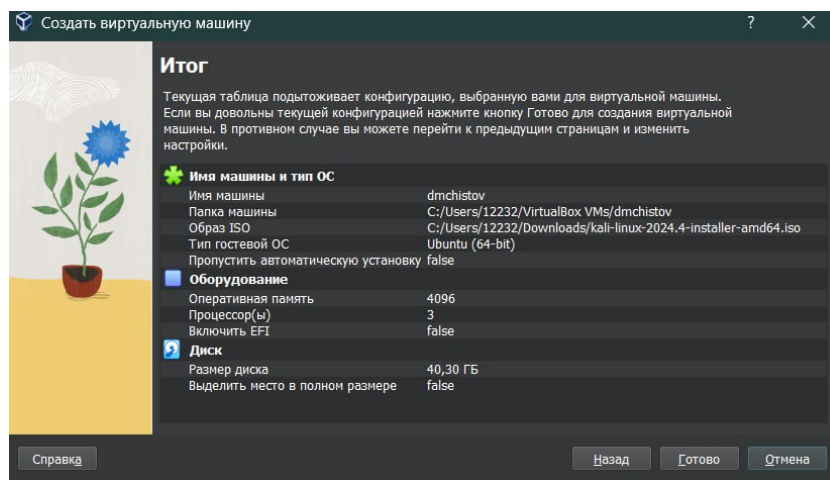 Создать виртуальную машину
?
Итог
Текущая таблица подытоживает конфигурацию, выбранную вами для виртуальной машины.
Если вы довольны текущей конфигурацией нажмите кнопку Готово для создания виртуальной
машины. В противном случае вы можете перейти к предыдущим страницам и изменить
настройки.
Имя машины и тип ОС
Имя машины dmchistov
Папка машины C:/Users/12232/VirtualBox VMs/dmchistov
Образ ISO C:/Users/12232/Downloads/kali-linux-2024.4-installer-amd64.iso
Тип гостевой ОС Ubuntu (64-bit)
Пропустить автоматическую установку false
Оборудование
Оперативная память 4096
Процессор(ы) 3
Включить EFI false
Диск
Размер диска 40,30 ГБ
Выделить место в полном размере false
Справка Назад Готово Отмена